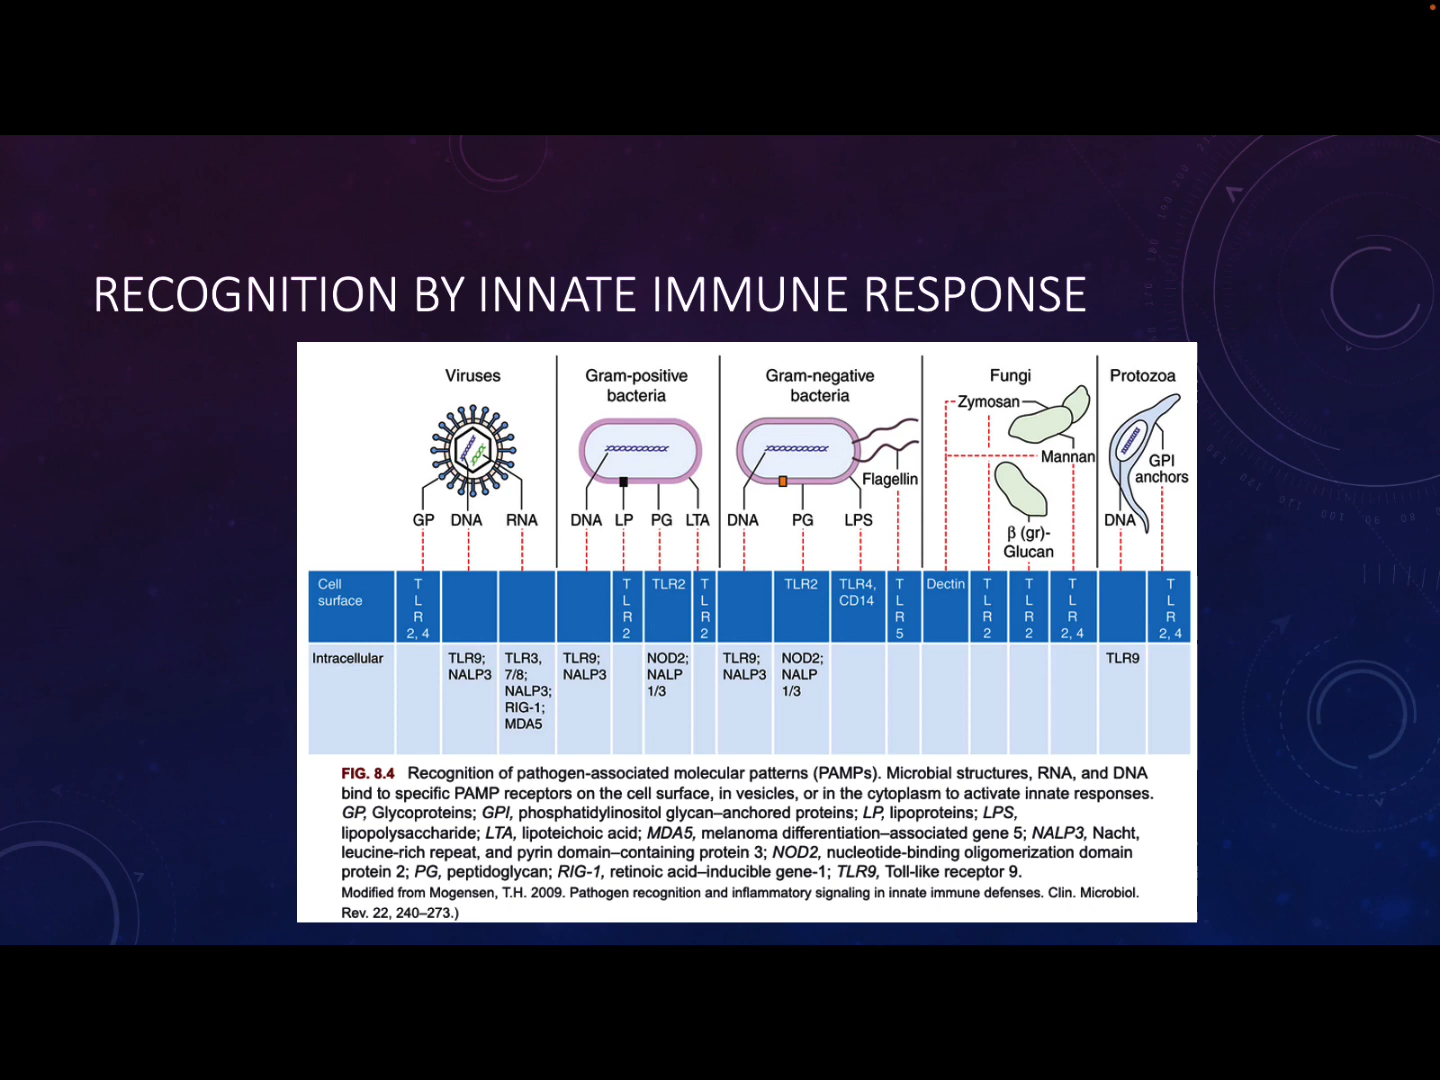 RECOGNITION BY INNATE IMMUNE RESPONSE
Viruses
Gram-positive
bacteria
Gram-negative
bacteria
Fungi
Protozoa
Zymosan
Mannan
Flagellin
GPI
anchors
GP DNA RNA
DNA LP PG LTA
DNA PG LPS
β (gr)-
Glucan
DNA
Cell
surface
T
L
R
2, 4
T
L
R
2
TLR2
T
L
R
2
TLR2
TLR4,
CD14
T
L
R
5
Dectin
T
L
R
2
T
L
R
2
T
L
R
2, 4
T
L
R
2, 4
Intracellular
TLR9;
NALP3
TLR3,
7/8;
NALP3;
RIG-1;
MDA5
TLR9;
NALP3
NOD2;
NALP
1/3
TLR9;
NALP3
NOD2;
NALP
1/3
TLR9
FIG. 8.4 Recognition of pathogen-associated molecular patterns (PAMPs). Microbial structures, RNA, and DNA
bind to specific PAMP receptors on the cell surface, in vesicles, or in the cytoplasm to activate innate responses.
GP, Glycoproteins; GPI, phosphatidylinositol glycan–anchored proteins; LP, lipoproteins; LPS,
lipopolysaccharide; LTA, lipoteichoic acid; MDA5, melanoma differentiation–associated gene 5; NALP3, Nacht,
leucine-rich repeat, and pyrin domain–containing protein 3; NOD2, nucleotide-binding oligomerization domain
protein 2; PG, peptidoglycan; RIG-1, retinoic acid–inducible gene-1; TLR9, Toll-like receptor 9.
Modified from Mogensen, T.H. 2009. Pathogen recognition and inflammatory signaling in innate immune defenses. Clin. Microbiol.
Rev. 22, 240–273.)